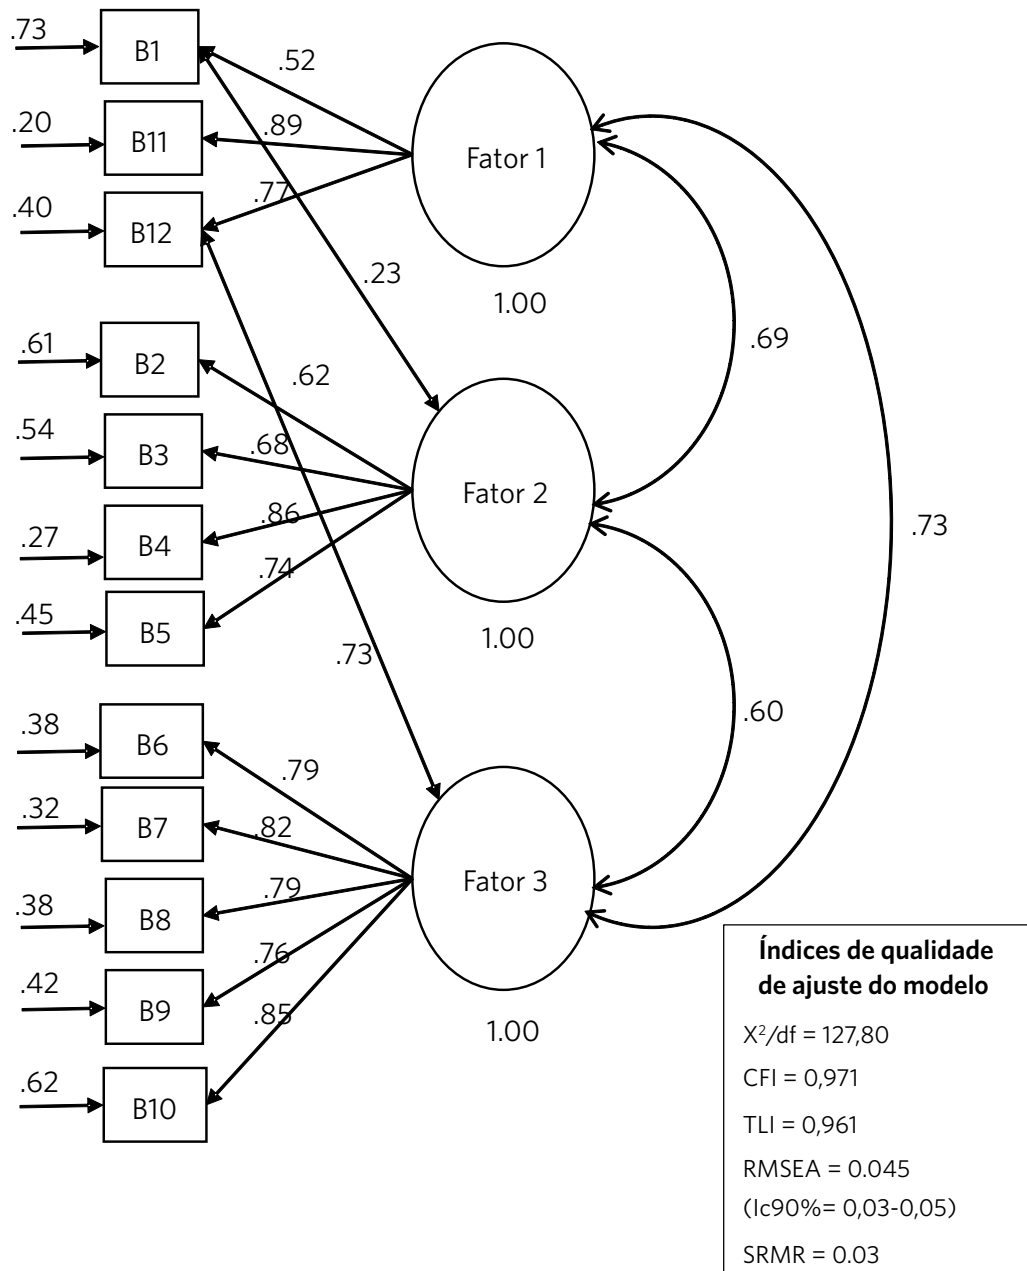 .73
B1
.52
.20
B11
.89
Fator 1
.40
B12
.77
.23
1.00
.69
.61
B2
.62
.54
B3
.68
Fator 2
.27
B4
.86
.73
.45
B5
.74
1.00
.73
.38
B6
.79
.60
.32
B7
.82
Fator 3
.38
B8
.79
.42
B9
.76
.85
1.00
.62
B10
Índices de qualidade
de ajuste do modelo
X²/df = 127,80
CFI = 0,971
TLI = 0,961
RMSEA = 0.045
(Ic90%= 0,03-0,05)
SRMR = 0.03